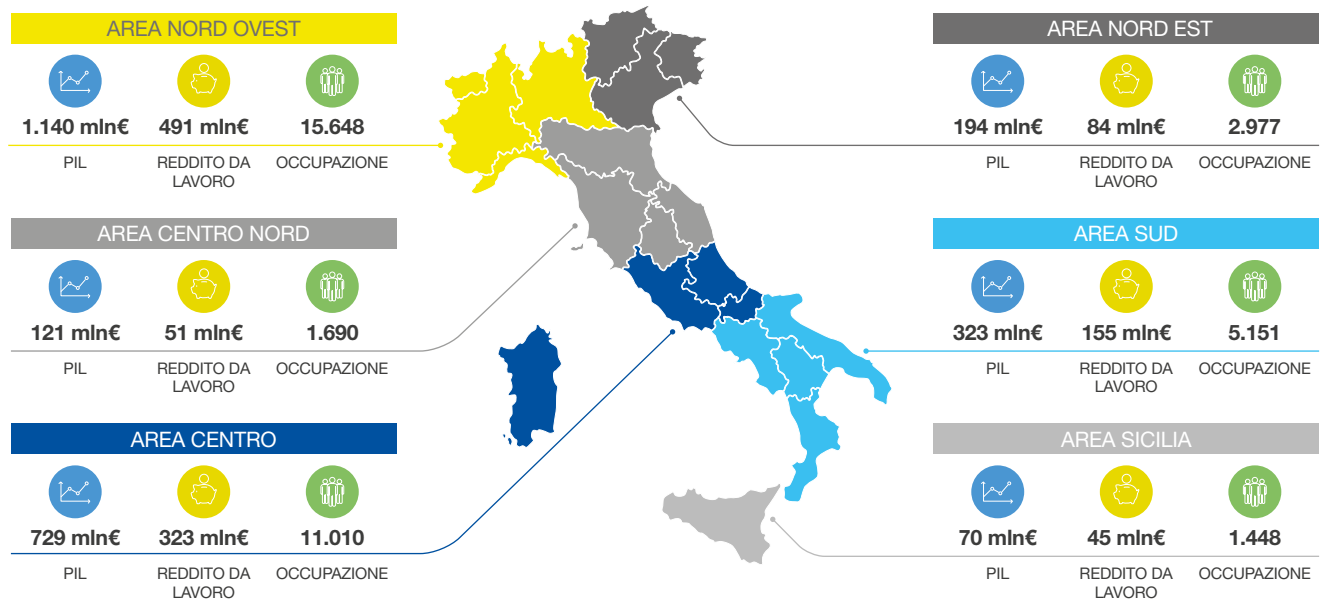 AREA NORD OVEST
1.140 mln€ 491 mln€ 15.648
PIL REDDITO DA LAVORO OCCUPAZIONE
AREA CENTRO NORD
121 mln€ 51 mln€ 1.690
PIL REDDITO DA LAVORO OCCUPAZIONE
AREA CENTRO
729 mln€ 323 mln€ 11.010
PIL REDDITO DA LAVORO OCCUPAZIONE
AREA NORD EST
194 mln€ 84 mln€ 2.977
PIL REDDITO DA LAVORO OCCUPAZIONE
AREA SUD
323 mln€ 155 mln€ 5.151
PIL REDDITO DA LAVORO OCCUPAZIONE
AREA SICILIA
70 mln€ 45 mln€ 1.448
PIL REDDITO DA LAVORO OCCUPAZIONE